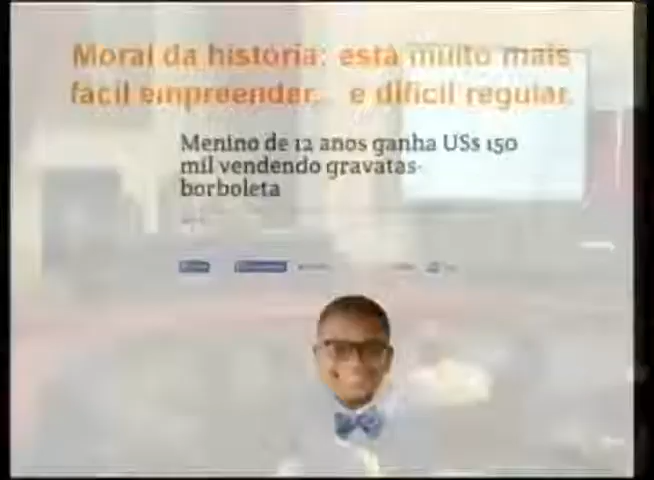 Moral da história: está muito mais
fácil empreender... e difícil regular.
Menino de 12 anos ganha US$ 150
mil vendendo gravatas-
borboleta